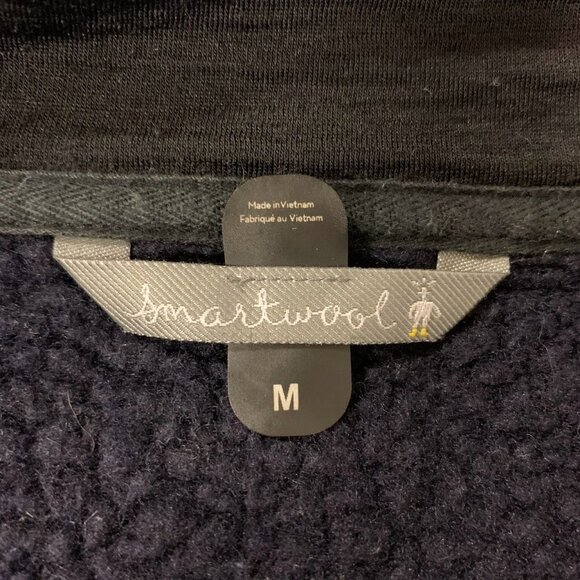 Made in Vietnam
Fabriqué au Vietnam
smartwool
M